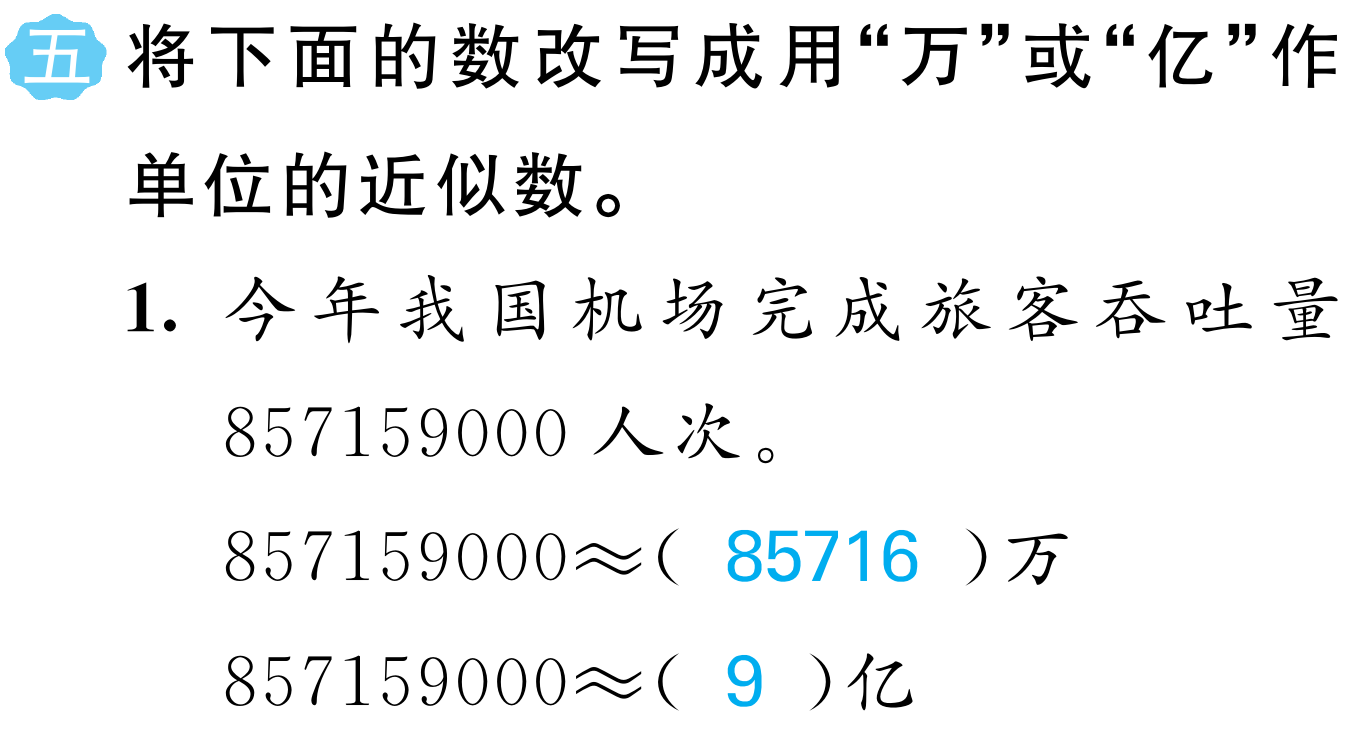 五 将下面的数改写成用“万”或“亿”作
单位的近似数。
1. 今年我国机场完成旅客吞吐量
857159000 人次。
857159000≈( 85716 )万
857159000≈( 9 )亿